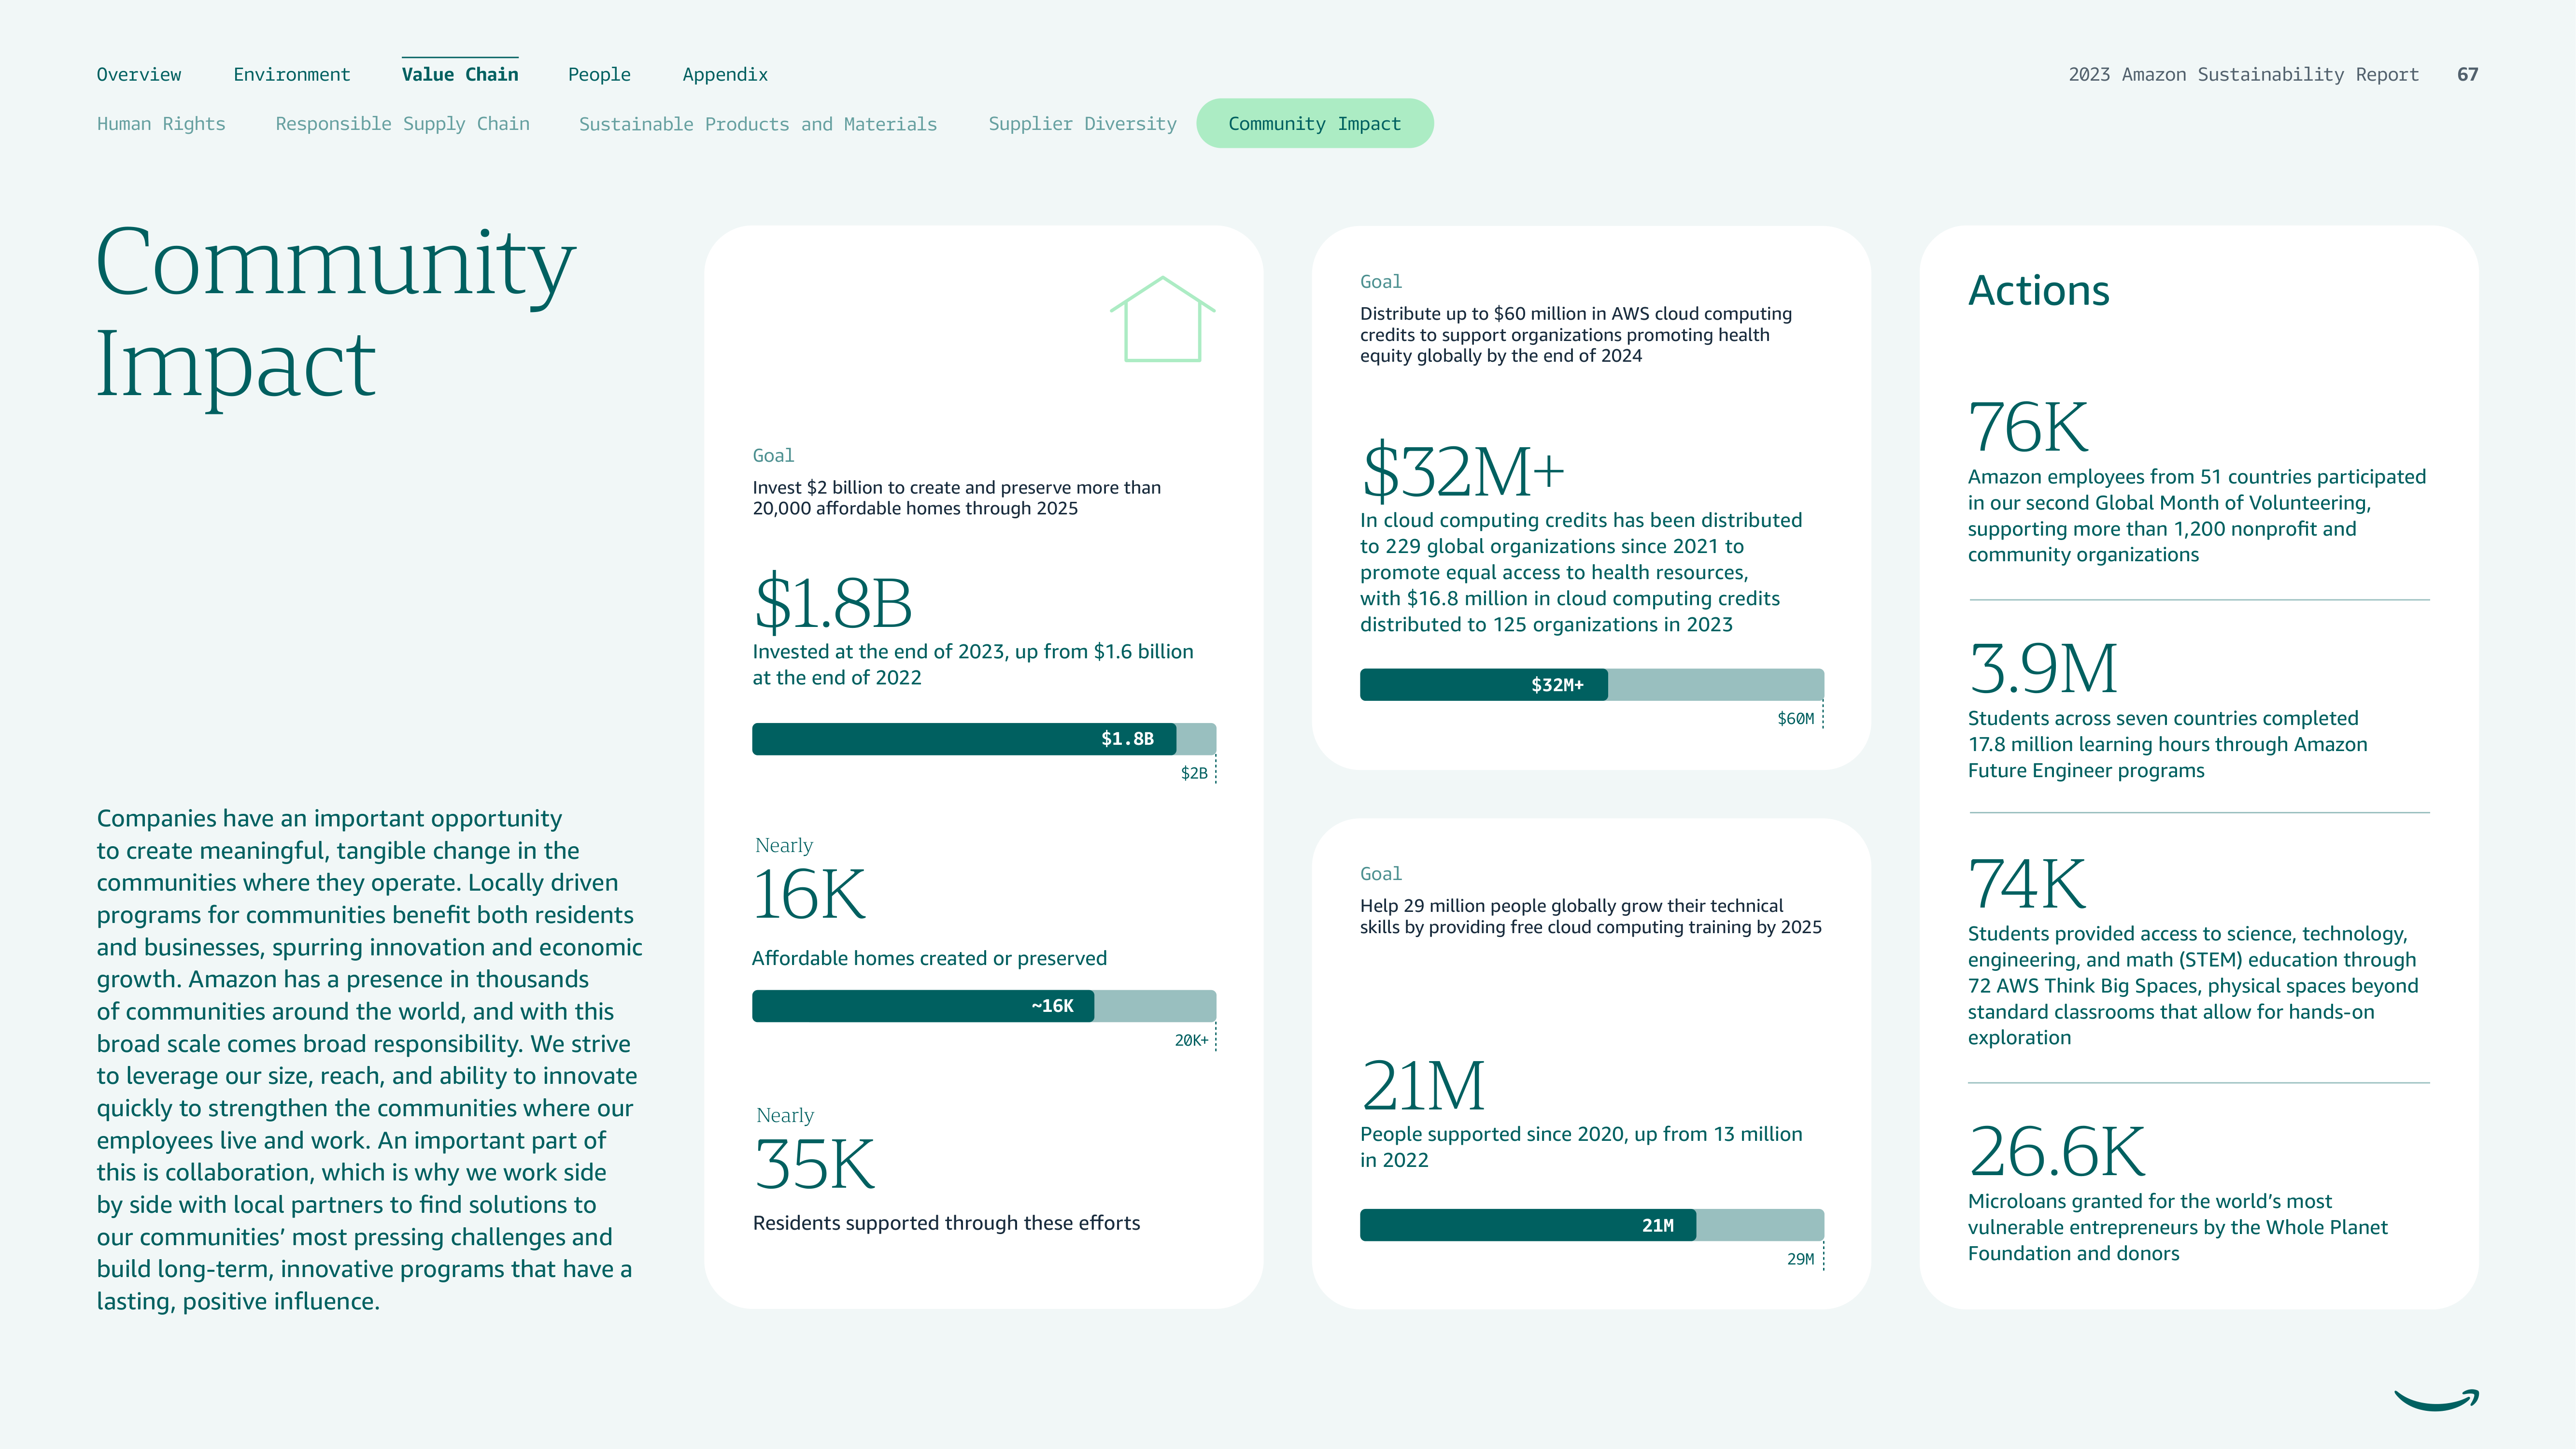 Overview Environment Value Chain People Appendix
2023 Amazon Sustainability Report 67
Human Rights Responsible Supply Chain Sustainable Products and Materials Supplier Diversity Community Impact
Community
Impact
Companies have an important opportunity
to create meaningful, tangible change in the
communities where they operate. Locally driven
programs for communities benefit both residents
and businesses, spurring innovation and economic
growth. Amazon has a presence in thousands
of communities around the world, and with this
broad scale comes broad responsibility. We strive
to leverage our size, reach, and ability to innovate
quickly to strengthen the communities where our
employees live and work. An important part of
this is collaboration, which is why we work side
by side with local partners to find solutions to
our communities’ most pressing challenges and
build long-term, innovative programs that have a
lasting, positive influence.
Goal
Invest $2 billion to create and preserve more than
20,000 affordable homes through 2025
$1.8B
Invested at the end of 2023, up from $1.6 billion
at the end of 2022
$1.8B
$2B
Nearly
16K
Affordable homes created or preserved
~16K
20K+
Nearly
35K
Residents supported through these efforts
Goal
Distribute up to $60 million in AWS cloud computing
credits to support organizations promoting health
equity globally by the end of 2024
$32M+
In cloud computing credits has been distributed
to 229 global organizations since 2021 to
promote equal access to health resources,
with $16.8 million in cloud computing credits
distributed to 125 organizations in 2023
$32M+
$60M
Goal
Help 29 million people globally grow their technical
skills by providing free cloud computing training by 2025
21M
People supported since 2020, up from 13 million
in 2022
21M
29M
Actions
76K
Amazon employees from 51 countries participated
in our second Global Month of Volunteering,
supporting more than 1,200 nonprofit and
community organizations
3.9M
Students across seven countries completed
17.8 million learning hours through Amazon
Future Engineer programs
74K
Students provided access to science, technology,
engineering, and math (STEM) education through
72 AWS Think Big Spaces, physical spaces beyond
standard classrooms that allow for hands-on
exploration
26.6K
Microloans granted for the world’s most
vulnerable entrepreneurs by the Whole Planet
Foundation and donors